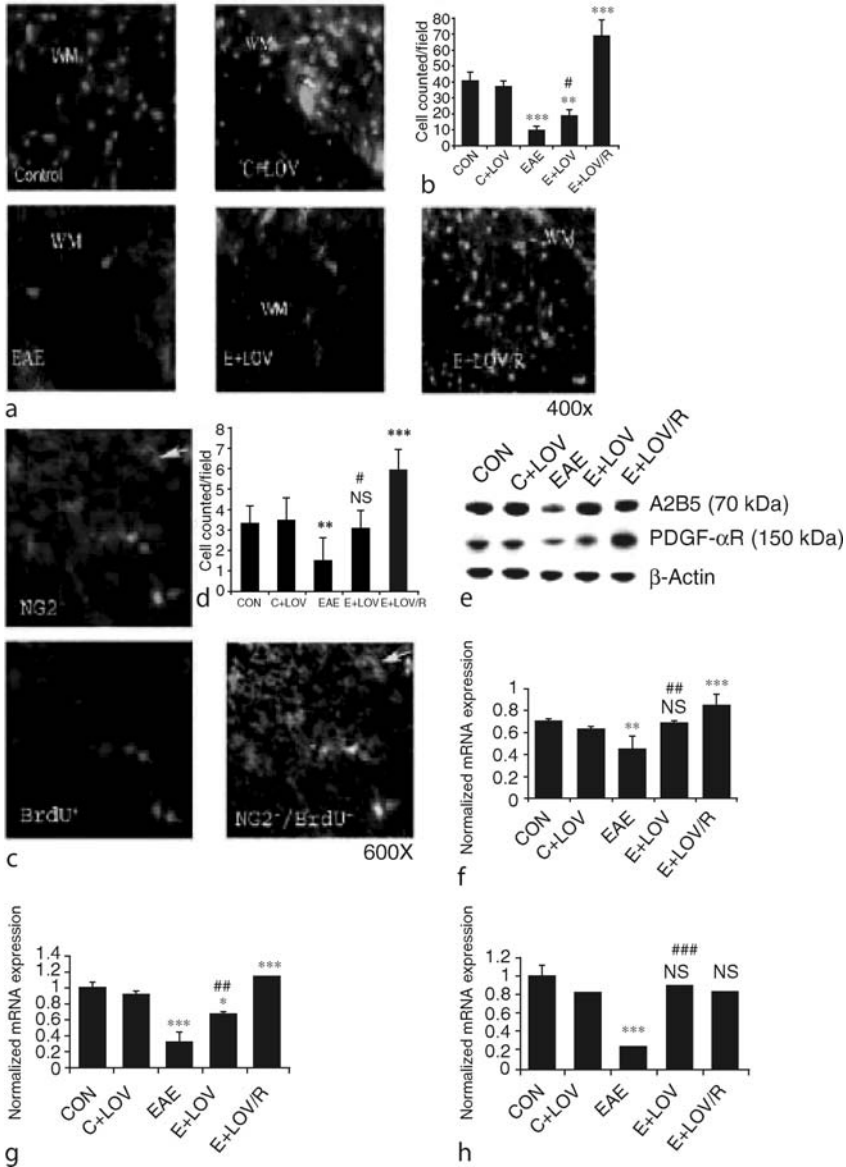 WM
Control
WM
C+LOV
Cell counted/field
80
70
60
50
40
30
20
10
0
***
#
**
***
CON
C+LOV
EAE
E+LOV
E+LOV/R
b
WM
EAE
WM
E+LOV
WM
E+LOV/R
a
400x
NG2
Cell counted/field
8
7
6
5
4
3
2
1
0
**
#
NS
***
CON
C+LOV
EAE
E+LOV
E+LOV/R
d
CON
C+LOV
EAE
E+LOV
E+LOV/R
A2B5 (70 kDa)
PDGF-αR (150 kDa)
β-Actin
e
BrdU⁺
NG2⁻/BrdU⁻
c
600X
Normalized mRNA expression
1
0.8
0.6
0.4
0.2
0
**
##
NS
***
CON
C+LOV
EAE
E+LOV
E+LOV/R
f
Normalized mRNA expression
1.4
1.2
1
0.8
0.6
0.4
0.2
0
***
##
*
***
CON
C+LOV
EAE
E+LOV
E+LOV/R
g
Normalized mRNA expression
1.2
1
0.8
0.6
0.4
0.2
0
***
###
NS
NS
CON
C+LOV
EAE
E+LOV
E+LOV/R
h